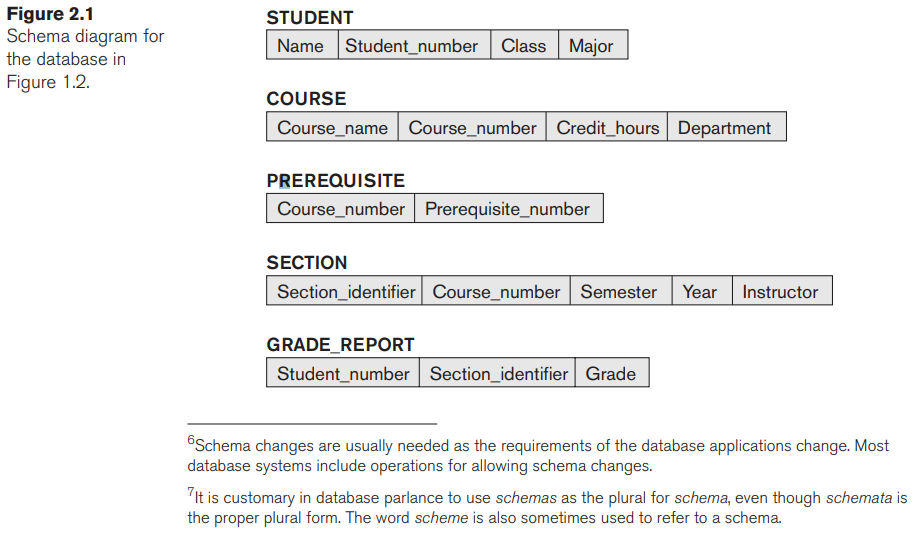 Figure 2.1
Schema diagram for
the database in
Figure 1.2.
STUDENT
Name Student_number Class Major
COURSE
Course_name Course_number Credit_hours Department
PREREQUISITE
Course_number Prerequisite_number
SECTION
Section_identifier Course_number Semester Year Instructor
GRADE_REPORT
Student_number Section_identifier Grade
6Schema changes are usually needed as the requirements of the database applications change. Most
database systems include operations for allowing schema changes.
7It is customary in database parlance to use schemas as the plural for schema, even though schemata is
the proper plural form. The word scheme is also sometimes used to refer to a schema.